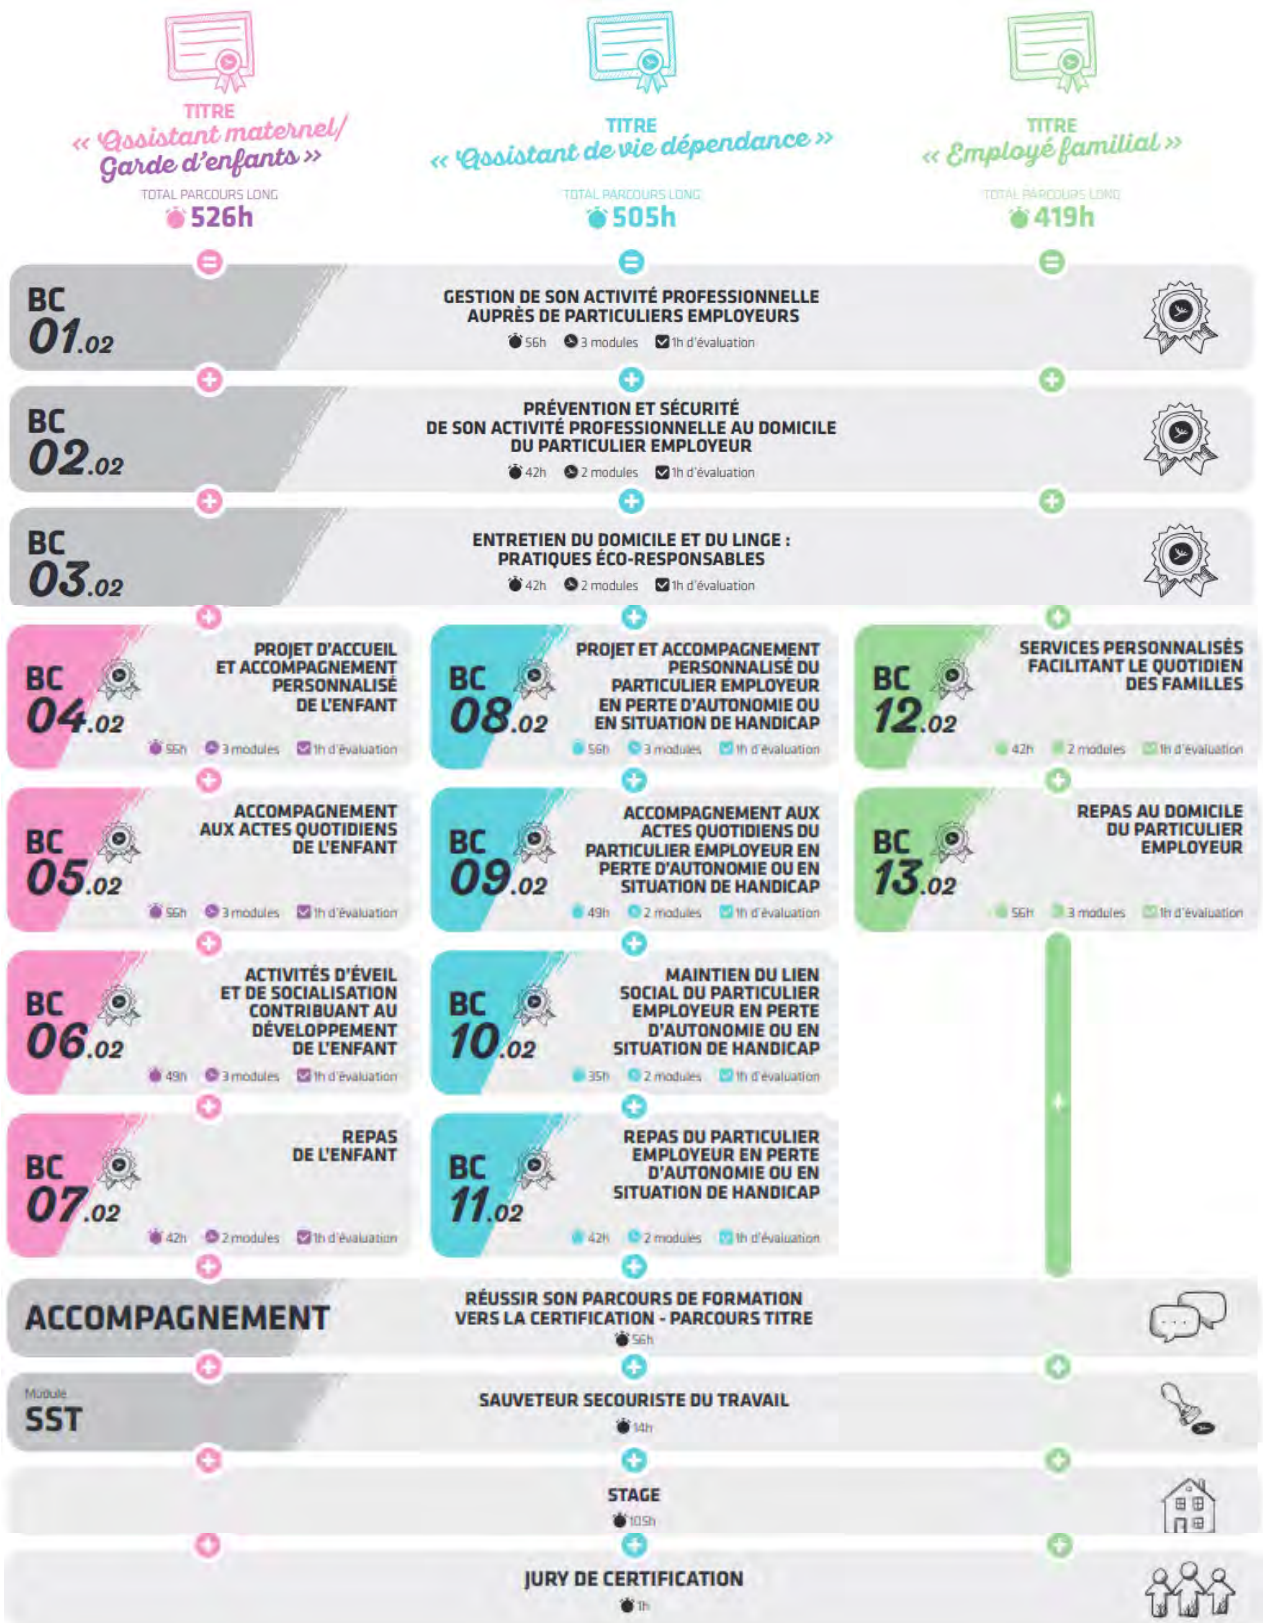 TITRE
« Assistant maternel/
Garde d'enfants »
TOTAL PARCOURS LONG
526h
TITRE
« Assistant de vie dépendance »
TOTAL PARCOURS LONG
505h
TITRE
« Employé familial »
TOTAL PARCOURS LONG
419h
BC
01.02
GESTION DE SON ACTIVITÉ PROFESSIONNELLE
AUPRÈS DE PARTICULIERS EMPLOYEURS
56h 3 modules 1h d'évaluation
BC
02.02
PRÉVENTION ET SÉCURITÉ
DE SON ACTIVITÉ PROFESSIONNELLE AU DOMICILE
DU PARTICULIER EMPLOYEUR
42h 2 modules 1h d'évaluation
BC
03.02
ENTRETIEN DU DOMICILE ET DU LINGE :
PRATIQUES ÉCO-RESPONSABLES
42h 2 modules 1h d'évaluation
BC
04.02
PROJET D'ACCUEIL
ET ACCOMPAGNEMENT
PERSONNALISÉ
DE L'ENFANT
56h 3 modules 1h d'évaluation
BC
08.02
PROJET ET ACCOMPAGNEMENT
PERSONNALISÉ DU
PARTICULIER EMPLOYEUR
EN PERTE D'AUTONOMIE OU
EN SITUATION DE HANDICAP
56h 3 modules 1h d'évaluation
BC
12.02
SERVICES PERSONNALISÉS
FACILITANT LE QUOTIDIEN
DES FAMILLES
42h 2 modules 1h d'évaluation
BC
05.02
ACCOMPAGNEMENT
AUX ACTES QUOTIDIENS
DE L'ENFANT
56h 3 modules 1h d'évaluation
BC
09.02
ACCOMPAGNEMENT AUX
ACTES QUOTIDIENS DU
PARTICULIER EMPLOYEUR EN
PERTE D'AUTONOMIE OU EN
SITUATION DE HANDICAP
49h 2 modules 1h d'évaluation
BC
13.02
REPAS AU DOMICILE
DU PARTICULIER
EMPLOYEUR
56h 3 modules 1h d'évaluation
BC
06.02
ACTIVITÉS D'ÉVEIL
ET DE SOCIALISATION
CONTRIBUANT AU
DÉVELOPPEMENT
DE L'ENFANT
49h 3 modules 1h d'évaluation
BC
10.02
MAINTIEN DU LIEN
SOCIAL DU PARTICULIER
EMPLOYEUR EN PERTE
D'AUTONOMIE OU EN
SITUATION DE HANDICAP
35h 2 modules 1h d'évaluation
BC
07.02
REPAS
DE L'ENFANT
42h 2 modules 1h d'évaluation
BC
11.02
REPAS DU PARTICULIER
EMPLOYEUR EN PERTE
D'AUTONOMIE OU EN
SITUATION DE HANDICAP
42h 2 modules 1h d'évaluation
ACCOMPAGNEMENT
RÉUSSIR SON PARCOURS DE FORMATION
VERS LA CERTIFICATION - PARCOURS TITRE
56h
Module
SST
SAUVETEUR SECOURISTE DU TRAVAIL
14h
STAGE
105h
JURY DE CERTIFICATION
1h